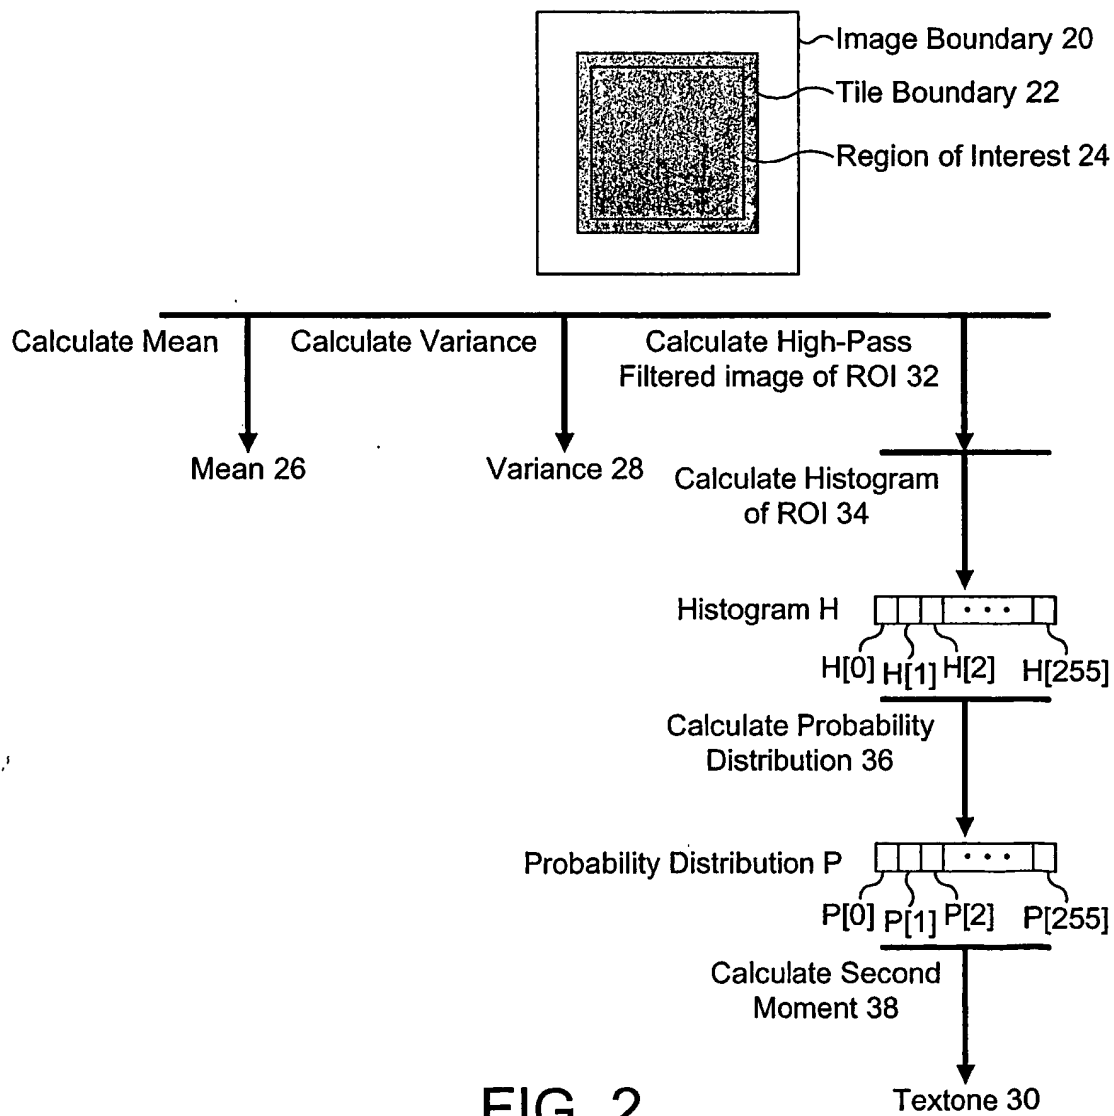 Image Boundary 20
Tile Boundary 22
Region of Interest 24
Calculate Mean
Calculate Variance
Calculate High-Pass
Filtered image of ROI 32
Mean 26
Variance 28
Calculate Histogram
of ROI 34
Histogram H
H[0] H[1] H[2] H[255]
Calculate Probability
Distribution 36
Probability Distribution P
P[0] P[1] P[2] P[255]
Calculate Second
Moment 38
Textone 30
FIG. 2